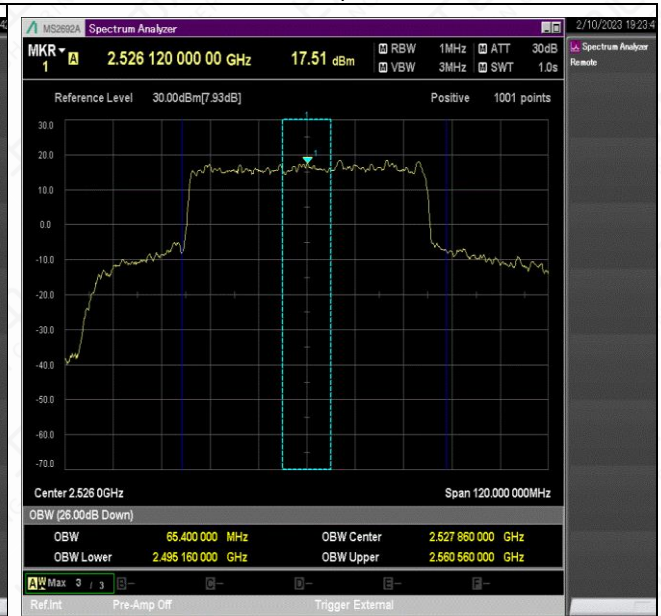 MS2692A Spectrum Analyzer 2/10/2023 19:23:4
MKR 1 A 2.526 120 000 00 GHz 17.51 dBm M RBW 1MHz M ATT 30dB
M VBW 3MHz M SWT 1.0s
Spectrum Analyzer
Remote
Reference Level 30.00dBm[7.93dB] Positive 1001 points
1
30.0
20.0
1
10.0
0.0
-10.0
-20.0
-30.0
-40.0
-50.0
-60.0
-70.0
Center 2.526 0GHz Span 120.000 000MHz
OBW (26.00dB Down)
OBW 65.400 000 MHz OBW Center 2.527 860 000 GHz
OBW Lower 2.495 160 000 GHz OBW Upper 2.560 560 000 GHz
A W Max 3 / 3 B- C- D- E- F-
Ref.Int Pre-Amp Off Trigger External